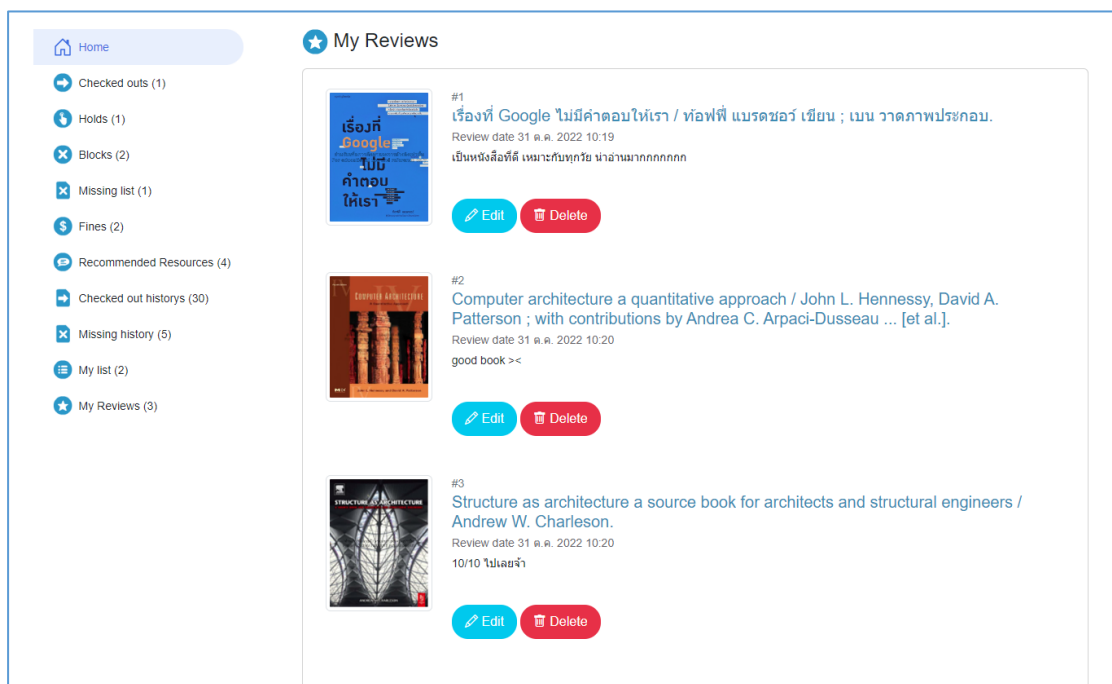 Home
Checked outs (1)
Holds (1)
Blocks (2)
Missing list (1)
Fines (2)
Recommended Resources (4)
Checked out historys (30)
Missing history (5)
My list (2)
My Reviews (3)
My Reviews
เรื่องที่
Google
ไม่มี
คำตอบ
ให้เรา
#1
เรื่องที่ Google ไม่มีคำตอบให้เรา / ท้อฟฟี่ แบรดชอว์ เขียน ; เบน วาดภาพประกอบ.
Review date 31 ต.ค. 2022 10:19
เป็นหนังสือที่ดี เหมาะกับทุกวัย น่าอ่านมากกกกกกก
Edit
Delete
COMPUTER ARCHITECTURE
#2
Computer architecture a quantitative approach / John L. Hennessy, David A.
Patterson ; with contributions by Andrea C. Arpaci-Dusseau ... [et al.].
Review date 31 ต.ค. 2022 10:20
good book ><
Edit
Delete
STRUCTURE AS ARCHITECTURE
#3
Structure as architecture a source book for architects and structural engineers /
Andrew W. Charleson.
Review date 31 ต.ค. 2022 10:20
10/10 ไปเลยจ้า
Edit
Delete